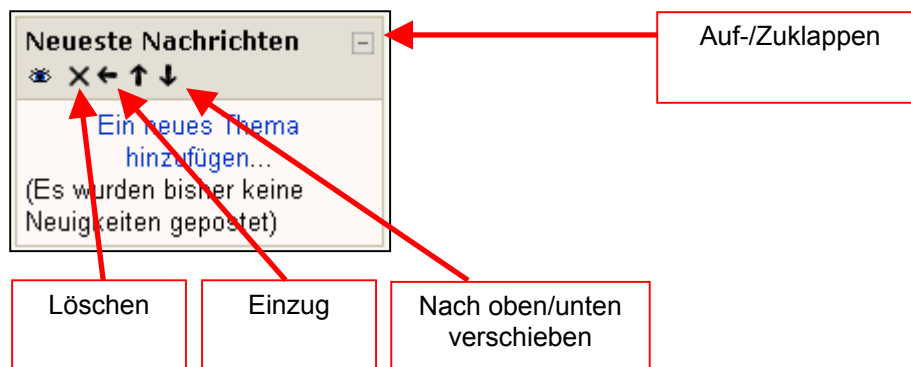 Neueste Nachrichten
Auf-/Zuklappen
Ein neues Thema
hinzufügen...
(Es wurden bisher keine
Neuigkeiten gepostet)
Löschen
Einzug
Nach oben/unten
verschieben